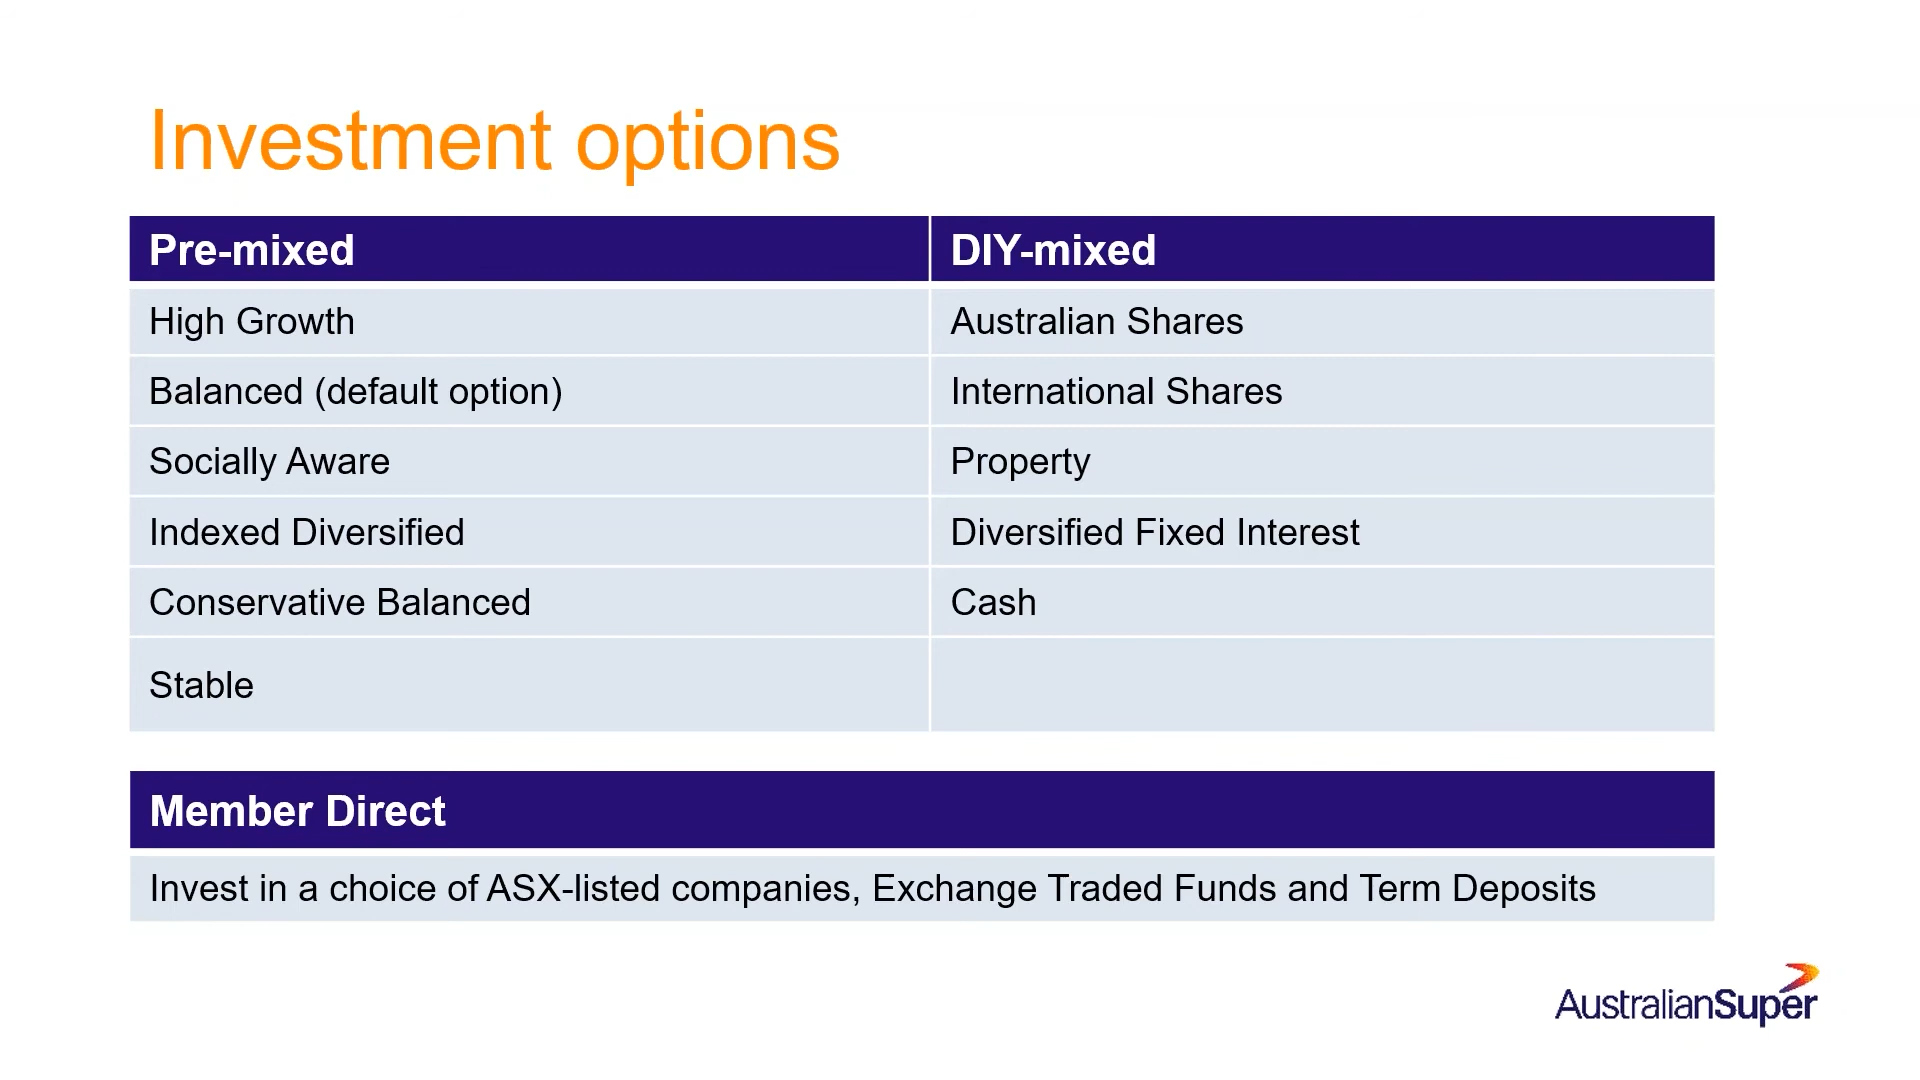 Investment options
Pre-mixed
DIY-mixed
High Growth
Australian Shares
Balanced (default option)
International Shares
Socially Aware
Property
Indexed Diversified
Diversified Fixed Interest
Conservative Balanced
Cash
Stable
Member Direct
Invest in a choice of ASX-listed companies, Exchange Traded Funds and Term Deposits
AustralianSuper